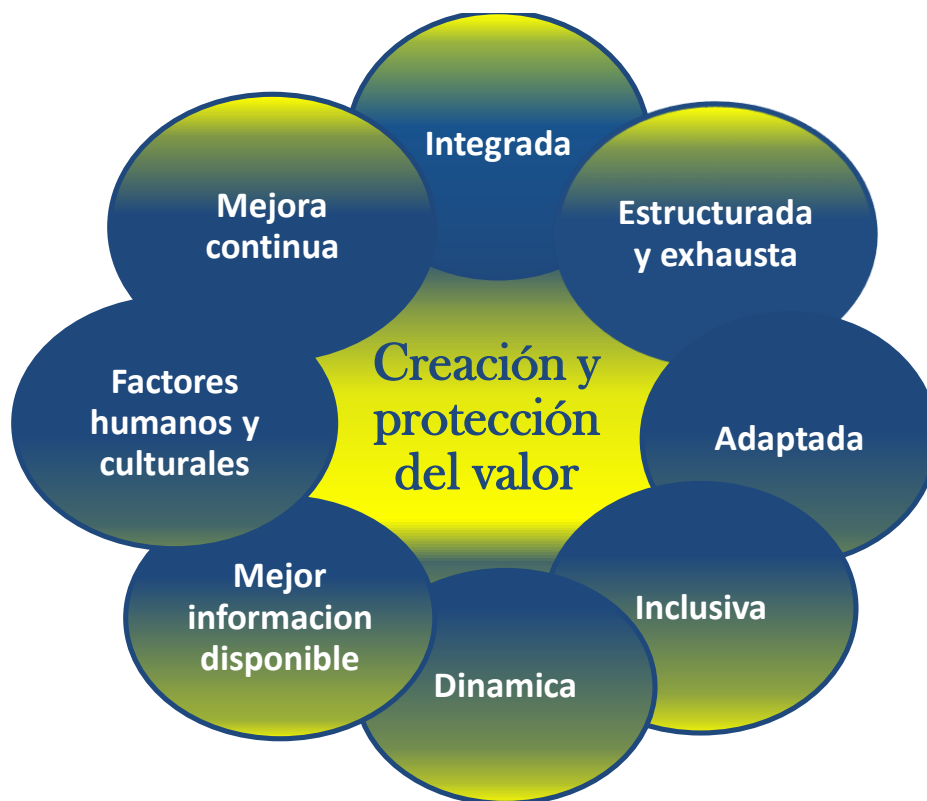 Integrada
Estructurada
y exhausta
Adaptada
Inclusiva
Dinamica
Mejor
informacion
disponible
Factores
humanos y
culturales
Mejora
continua
Creación y
protección
del valor